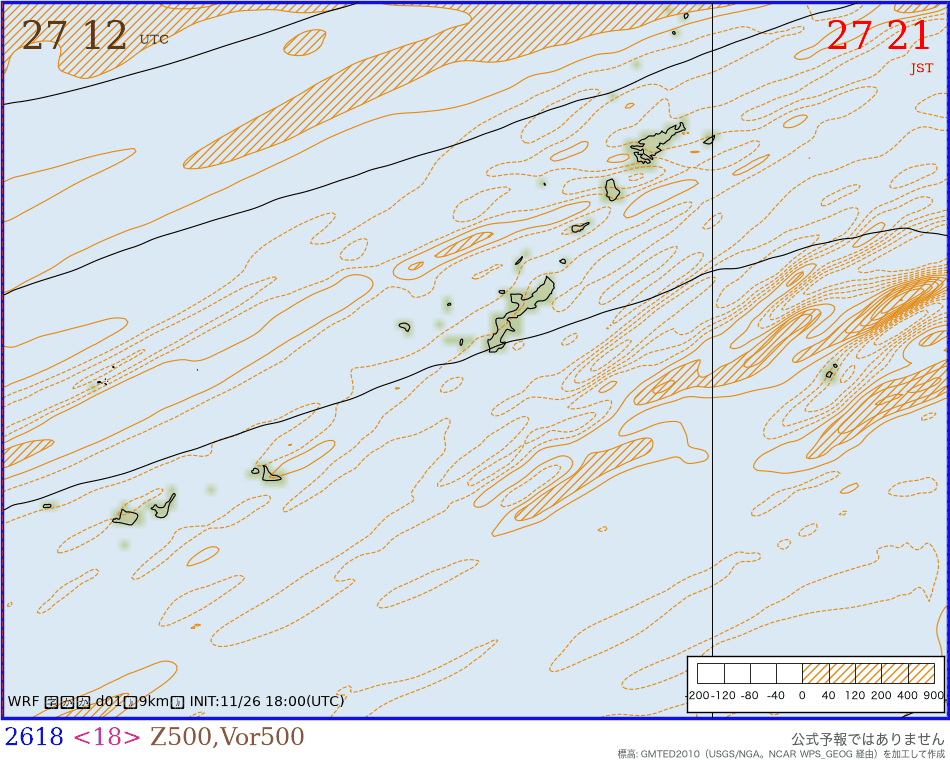 27 12 UTC
27 21
JST
-200 -120 -80 -40 0 40 120 200 400 900
WRF d01 9km INIT:11/26 18:00(UTC)
2618 <18> Z500,Vor500
公式予報ではありません
標高: GMTED2010（USGS/NGA。NCAR WPS_GEOG 経由）を加工して作成